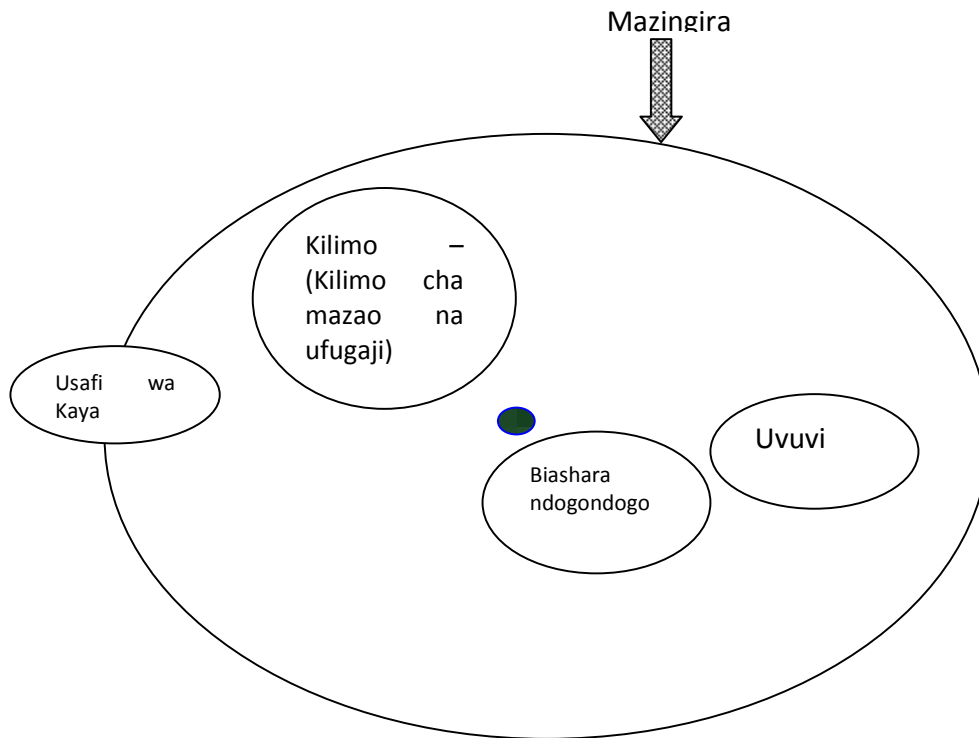 Mazingira
Kilimo –
(Kilimo cha
mazao na
ufugaji)
Usafi wa
Kaya
Biashara
ndogondogo
Uvuvi